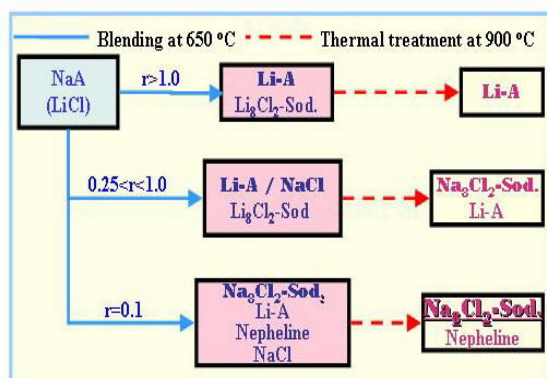 Blending at 650 °C
Thermal treatment at 900 °C
NaA
(LiCl)
r>1.0
Li-A
Li₈Cl₂-Sod.
Li-A
0.25<r<1.0
Li-A / NaCl
Li₈Cl₂-Sod
Na₈Cl₂-Sod.
Li-A
r=0.1
Na₈Cl₂-Sod,
Li-A
Nepheline
NaCl
Na₈Cl₂-Sod.
Nepheline